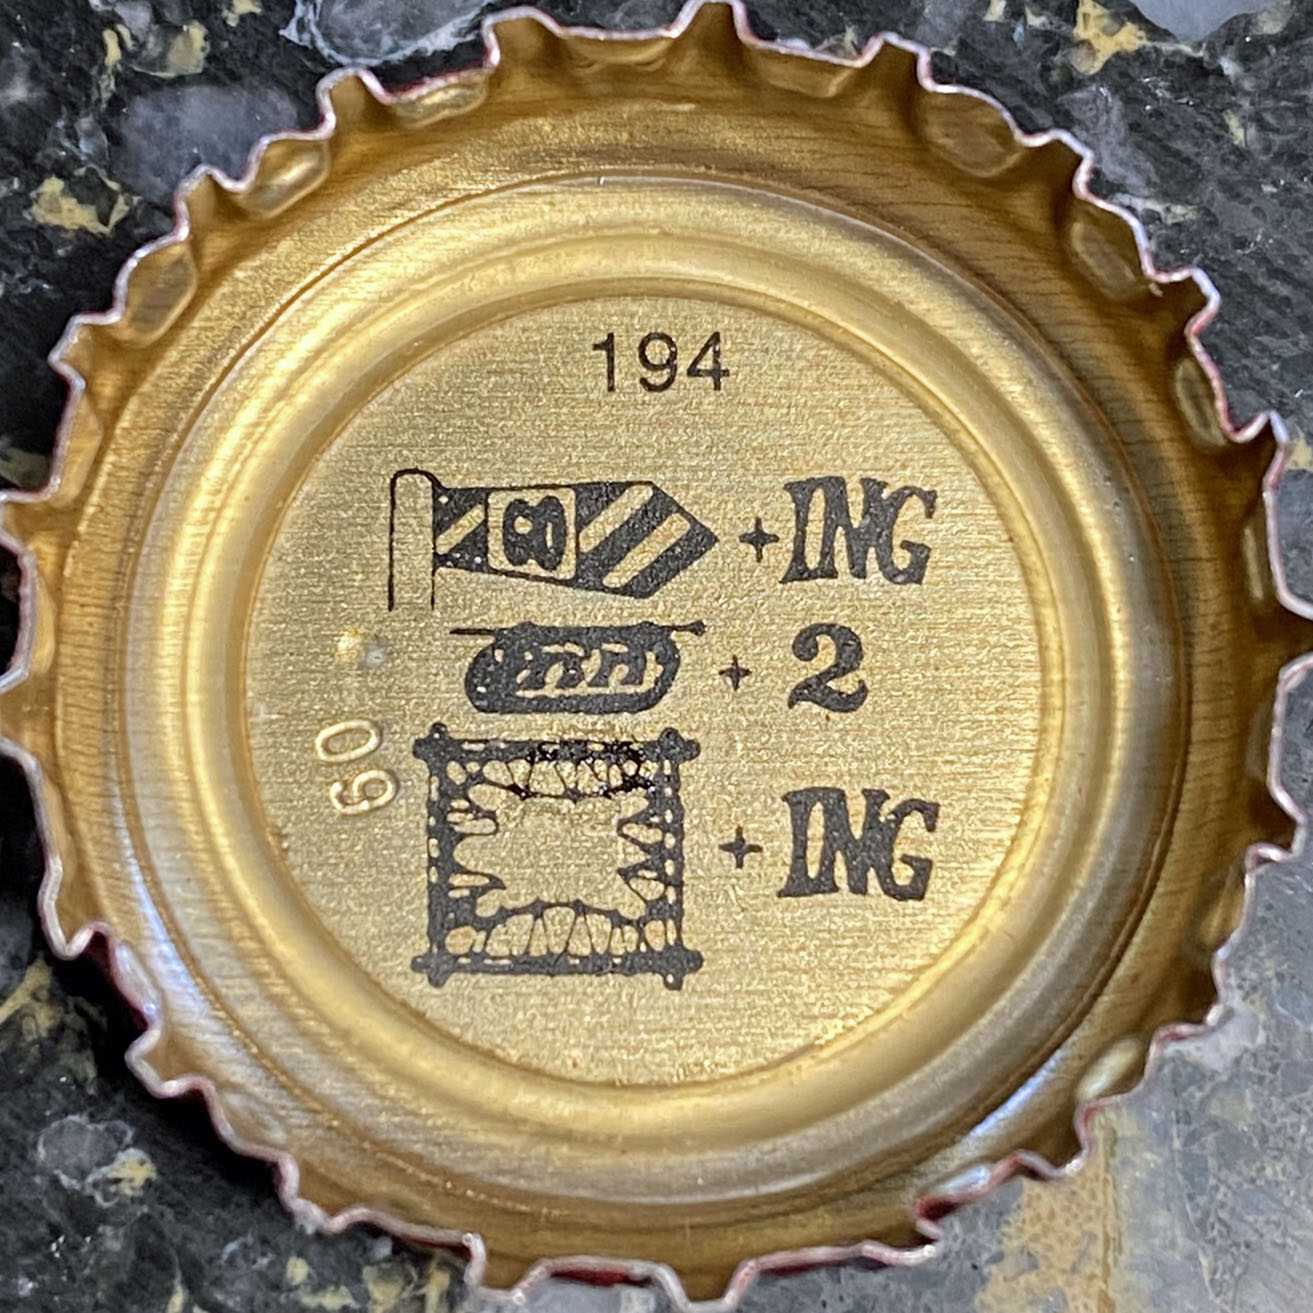 194
+ING
+ 2
+ ING
60